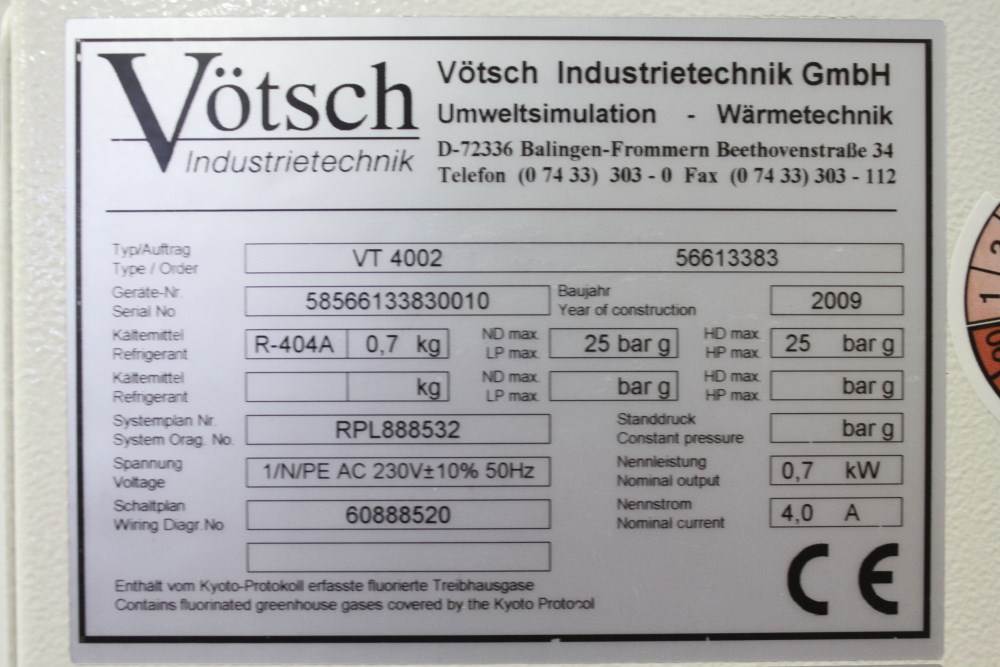 Vötsch
Industrietechnik
Vötsch Industrietechnik GmbH
Umweltsimulation - Wärmetechnik
D-72336 Balingen-Frommern Beethovenstraße 34
Telefon (0 74 33) 303 - 0 Fax (0 74 33) 303 - 112
Typ/Auftrag
Type / Order
VT 4002 56613383
Geräte-Nr.
Serial No
58566133830010
Baujahr
Year of construction
2009
Kältemittel
Refrigerant
R-404A 0,7 kg
ND max.
LP max.
25 bar g
HD max.
HP max.
25 bar g
Kältemittel
Refrigerant
kg
ND max.
LP max.
bar g
HD max.
HP max.
bar g
Systemplan Nr.
System Orag. No.
RPL888532
Standdruck
Constant pressure
bar g
Spannung
Voltage
1/N/PE AC 230V±10% 50Hz
Nennleistung
Nominal output
0,7 kW
Schaltplan
Wiring Diagr.No
60888520
Nennstrom
Nominal current
4,0 A
Enthält vom Kyoto-Protokoll erfasste fluorierte Treibhausgase
Contains fluorinated greenhouse gases covered by the Kyoto Protocol
CE
1 2